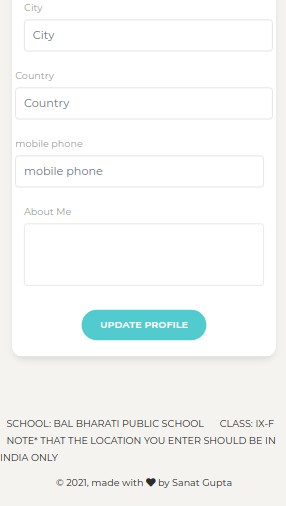 City
City
Country
Country
mobile phone
mobile phone
About Me
UPDATE PROFILE
SCHOOL: BAL BHARATI PUBLIC SCHOOL CLASS: IX-F
NOTE* THAT THE LOCATION YOU ENTER SHOULD BE IN
INDIA ONLY
© 2021, made with ♥ by Sanat Gupta